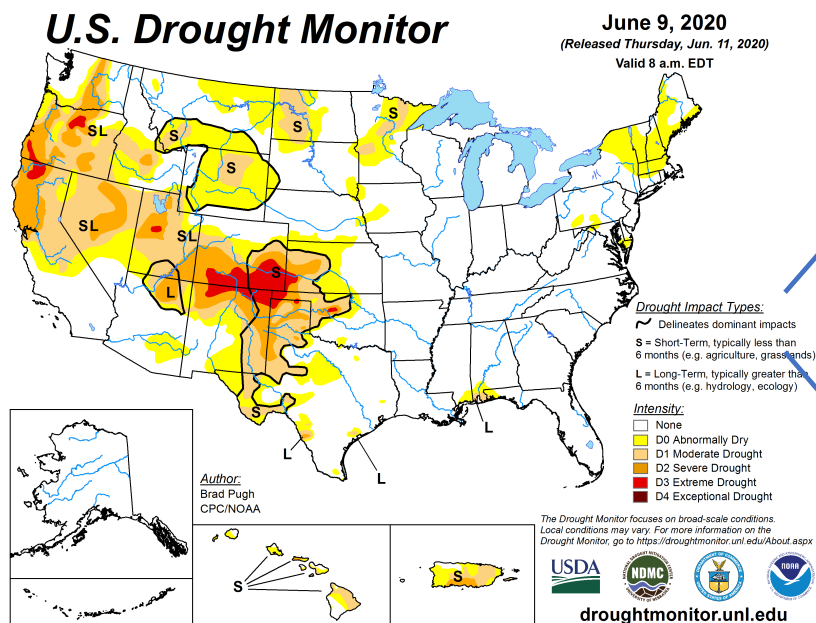 U.S. Drought Monitor
June 9, 2020
(Released Thursday, Jun. 11, 2020)
Valid 8 a.m. EDT
S
SL
S
S
S
SL
SL
S
L
S
L
L
L
Drought Impact Types:
Delineates dominant impacts
S = Short-Term, typically less than
6 months (e.g. agriculture, grasslands)
L = Long-Term, typically greater than
6 months (e.g. hydrology, ecology)
Intensity:
None
D0 Abnormally Dry
D1 Moderate Drought
D2 Severe Drought
D3 Extreme Drought
D4 Exceptional Drought
Author:
Brad Pugh
CPC/NOAA
S
S
The Drought Monitor focuses on broad-scale conditions.
Local conditions may vary. For more information on the
Drought Monitor, go to https://droughtmonitor.unl.edu/About.aspx
USDA
NDMC
NOAA
droughtmonitor.unl.edu